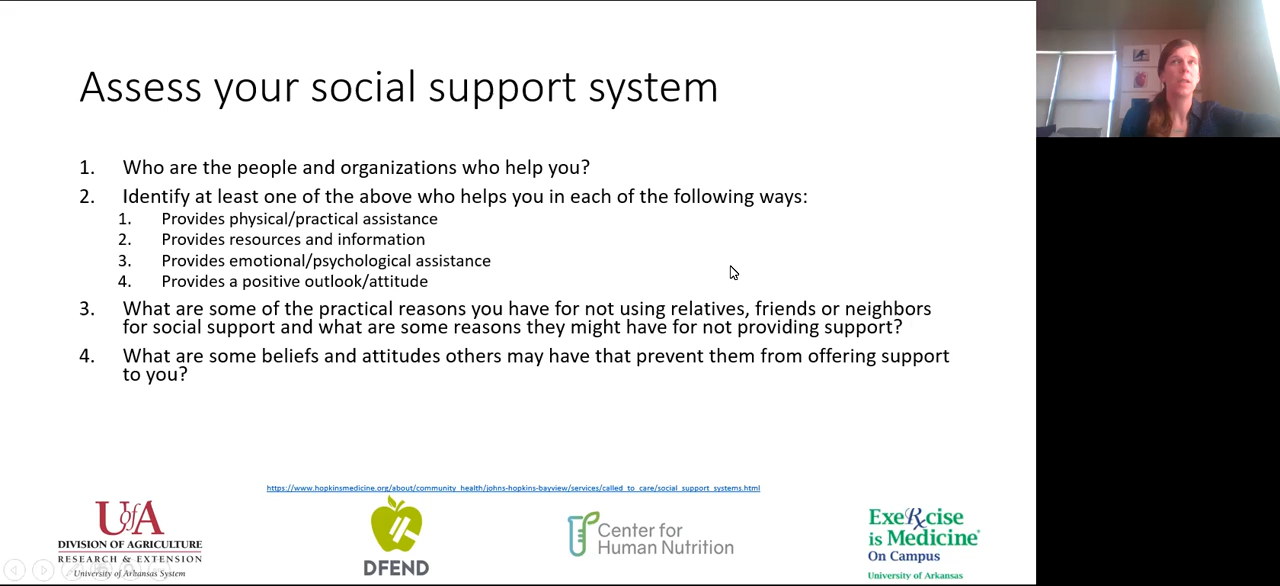 Assess your social support system
1. Who are the people and organizations who help you?
2. Identify at least one of the above who helps you in each of the following ways:
1. Provides physical/practical assistance
2. Provides resources and information
3. Provides emotional/psychological assistance
4. Provides a positive outlook/attitude
3. What are some of the practical reasons you have for not using relatives, friends or neighbors
for social support and what are some reasons they might have for not providing support?
4. What are some beliefs and attitudes others may have that prevent them from offering support
to you?
https://www.hopkinsmedicine.org/about/community_health/johns-hopkins-bayview/services/called_to_care/social_support_systems.html
UofA
DIVISION OF AGRICULTURE
RESEARCH & EXTENSION
University of Arkansas System
DFEND
Center for
Human Nutrition
ExeRxcise
is Medicine®
On Campus
University of Arkansas